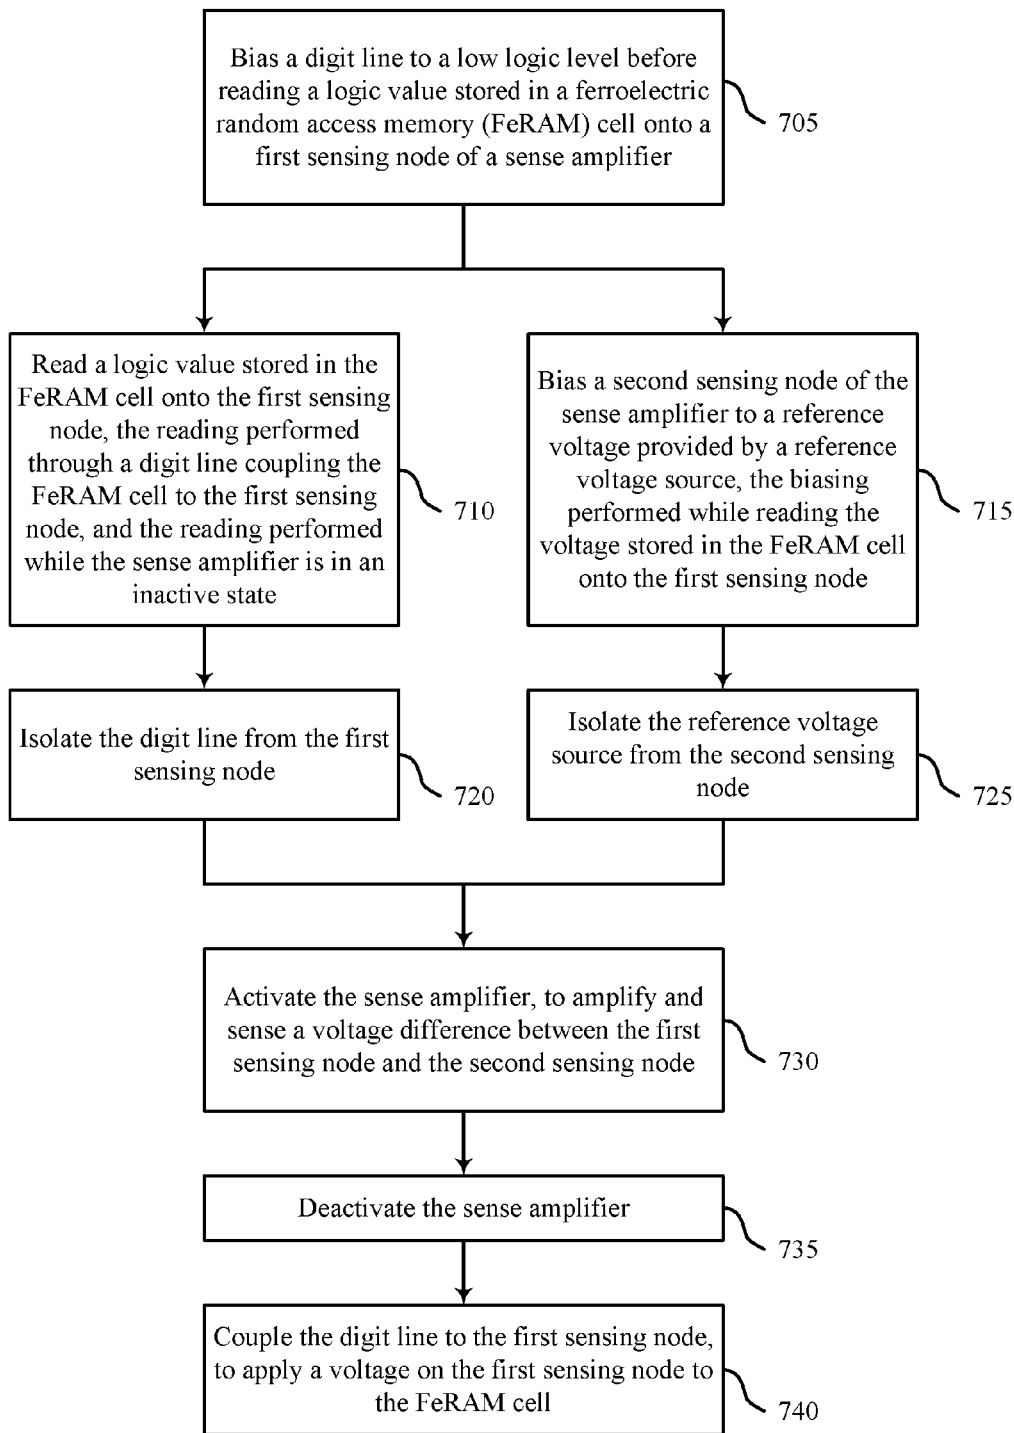 Bias a digit line to a low logic level before
reading a logic value stored in a ferroelectric
random access memory (FeRAM) cell onto a
first sensing node of a sense amplifier
705
Read a logic value stored in the
FeRAM cell onto the first sensing
node, the reading performed
through a digit line coupling the
FeRAM cell to the first sensing
node, and the reading performed
while the sense amplifier is in an
inactive state
710
Bias a second sensing node of the
sense amplifier to a reference
voltage provided by a reference
voltage source, the biasing
performed while reading the
voltage stored in the FeRAM cell
onto the first sensing node
715
Isolate the digit line from the first
sensing node
720
Isolate the reference voltage
source from the second sensing
node
725
Activate the sense amplifier, to amplify and
sense a voltage difference between the first
sensing node and the second sensing node
730
Deactivate the sense amplifier
735
Couple the digit line to the first sensing node,
to apply a voltage on the first sensing node to
the FeRAM cell
740